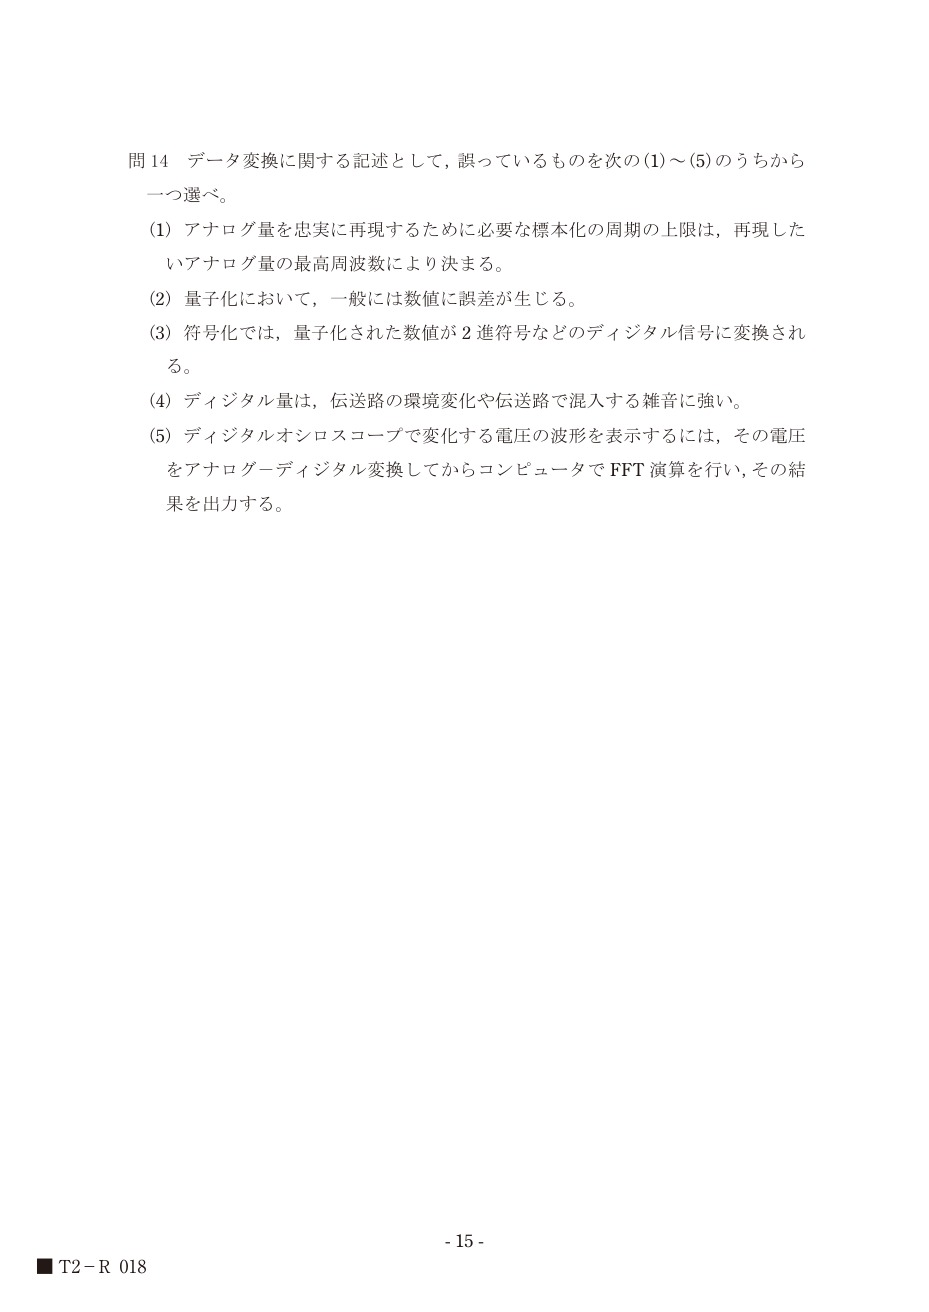 問 14　データ変換に関する記述として，誤っているものを次の(1)～(5)のうちから
一つ選べ。
(1) アナログ量を忠実に再現するために必要な標本化の周期の上限は，再現した
いアナログ量の最高周波数により決まる。
(2) 量子化において，一般には数値に誤差が生じる。
(3) 符号化では，量子化された数値が 2 進符号などのディジタル信号に変換され
る。
(4) ディジタル量は，伝送路の環境変化や伝送路で混入する雑音に強い。
(5) ディジタルオシロスコープで変化する電圧の波形を表示するには，その電圧
をアナログ－ディジタル変換してからコンピュータで FFT 演算を行い，その結
果を出力する。
- 15 -
■ T2－R 018